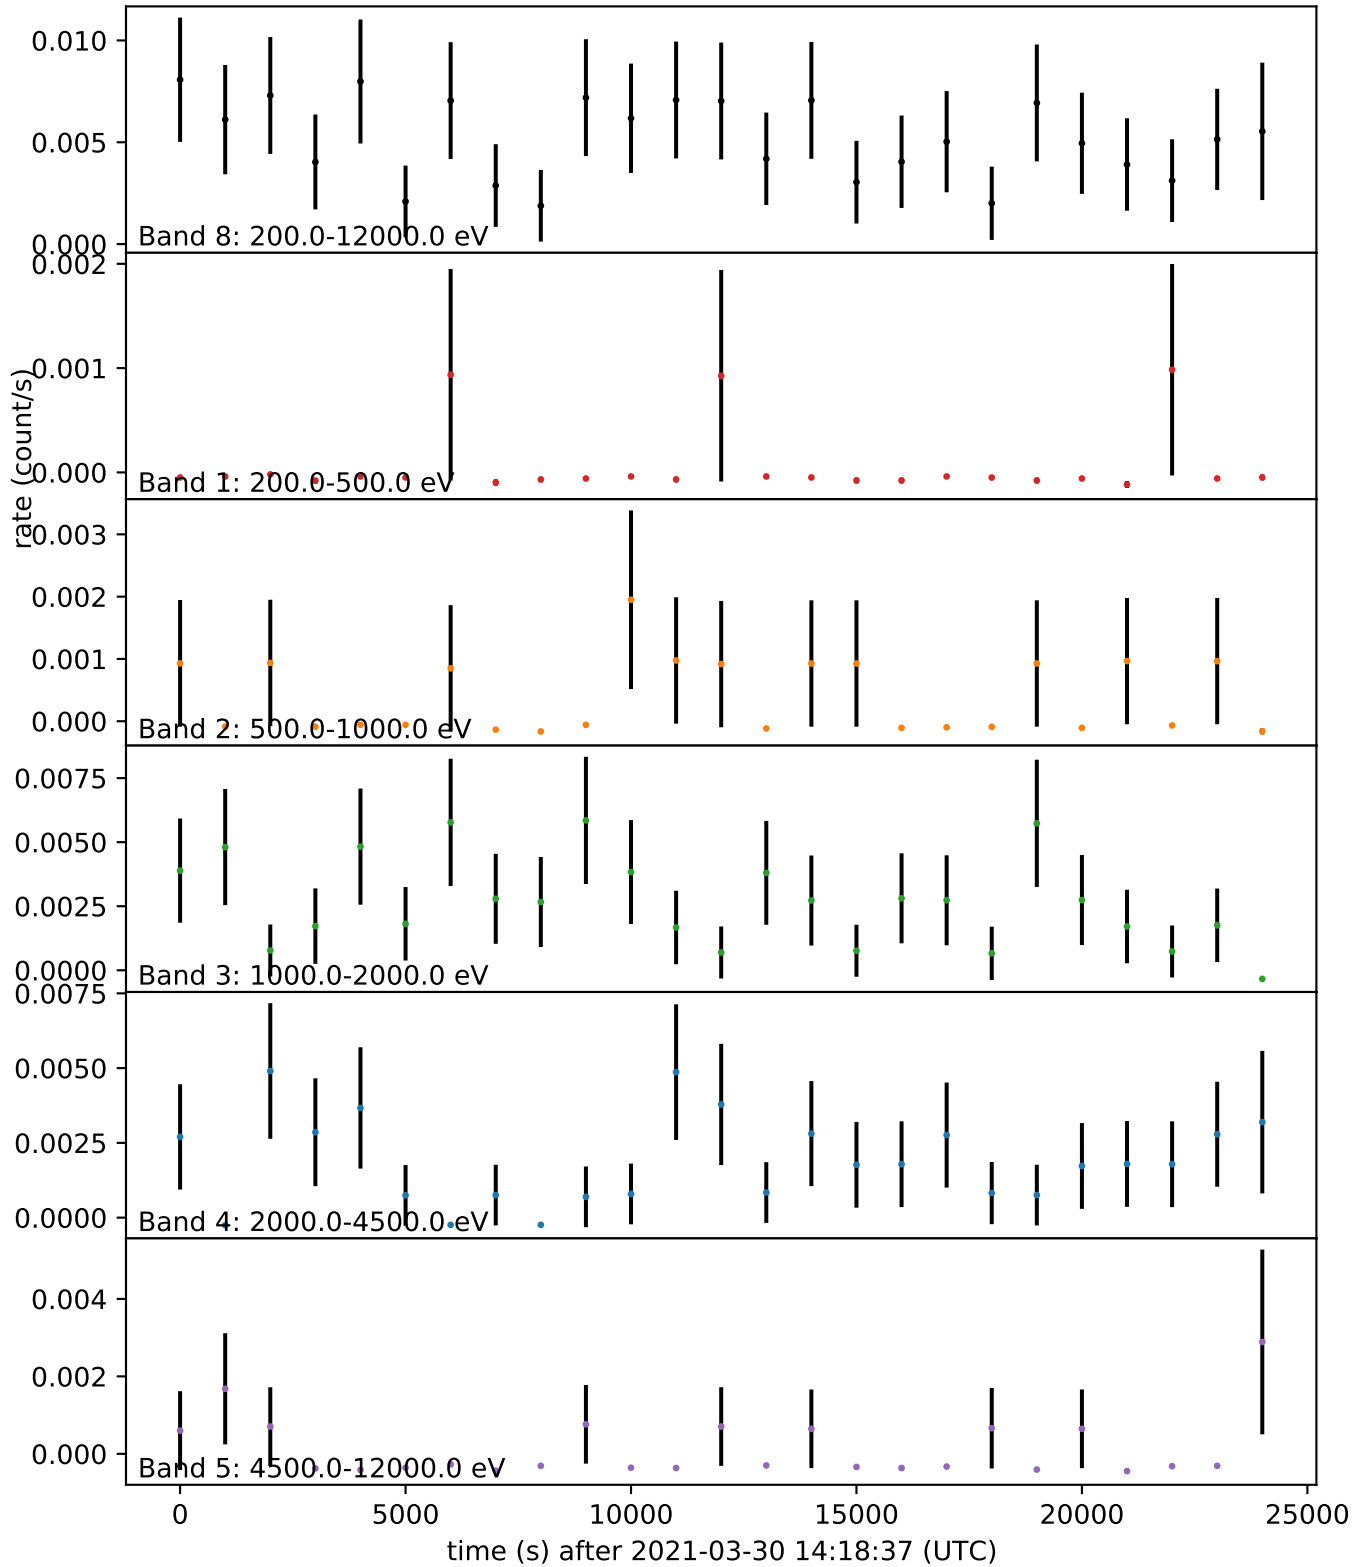 0.010
0.005
0.000
Band 8: 200.0-12000.0 eV
0.002
0.001
0.000
Band 1: 200.0-500.0 eV
rate (count/s)
0.003
0.002
0.001
0.000
Band 2: 500.0-1000.0 eV
0.0075
0.0050
0.0025
0.0000
Band 3: 1000.0-2000.0 eV
0.0075
0.0050
0.0025
0.0000
Band 4: 2000.0-4500.0 eV
0.004
0.002
0.000
Band 5: 4500.0-12000.0 eV
0 5000 10000 15000 20000 25000
time (s) after 2021-03-30 14:18:37 (UTC)